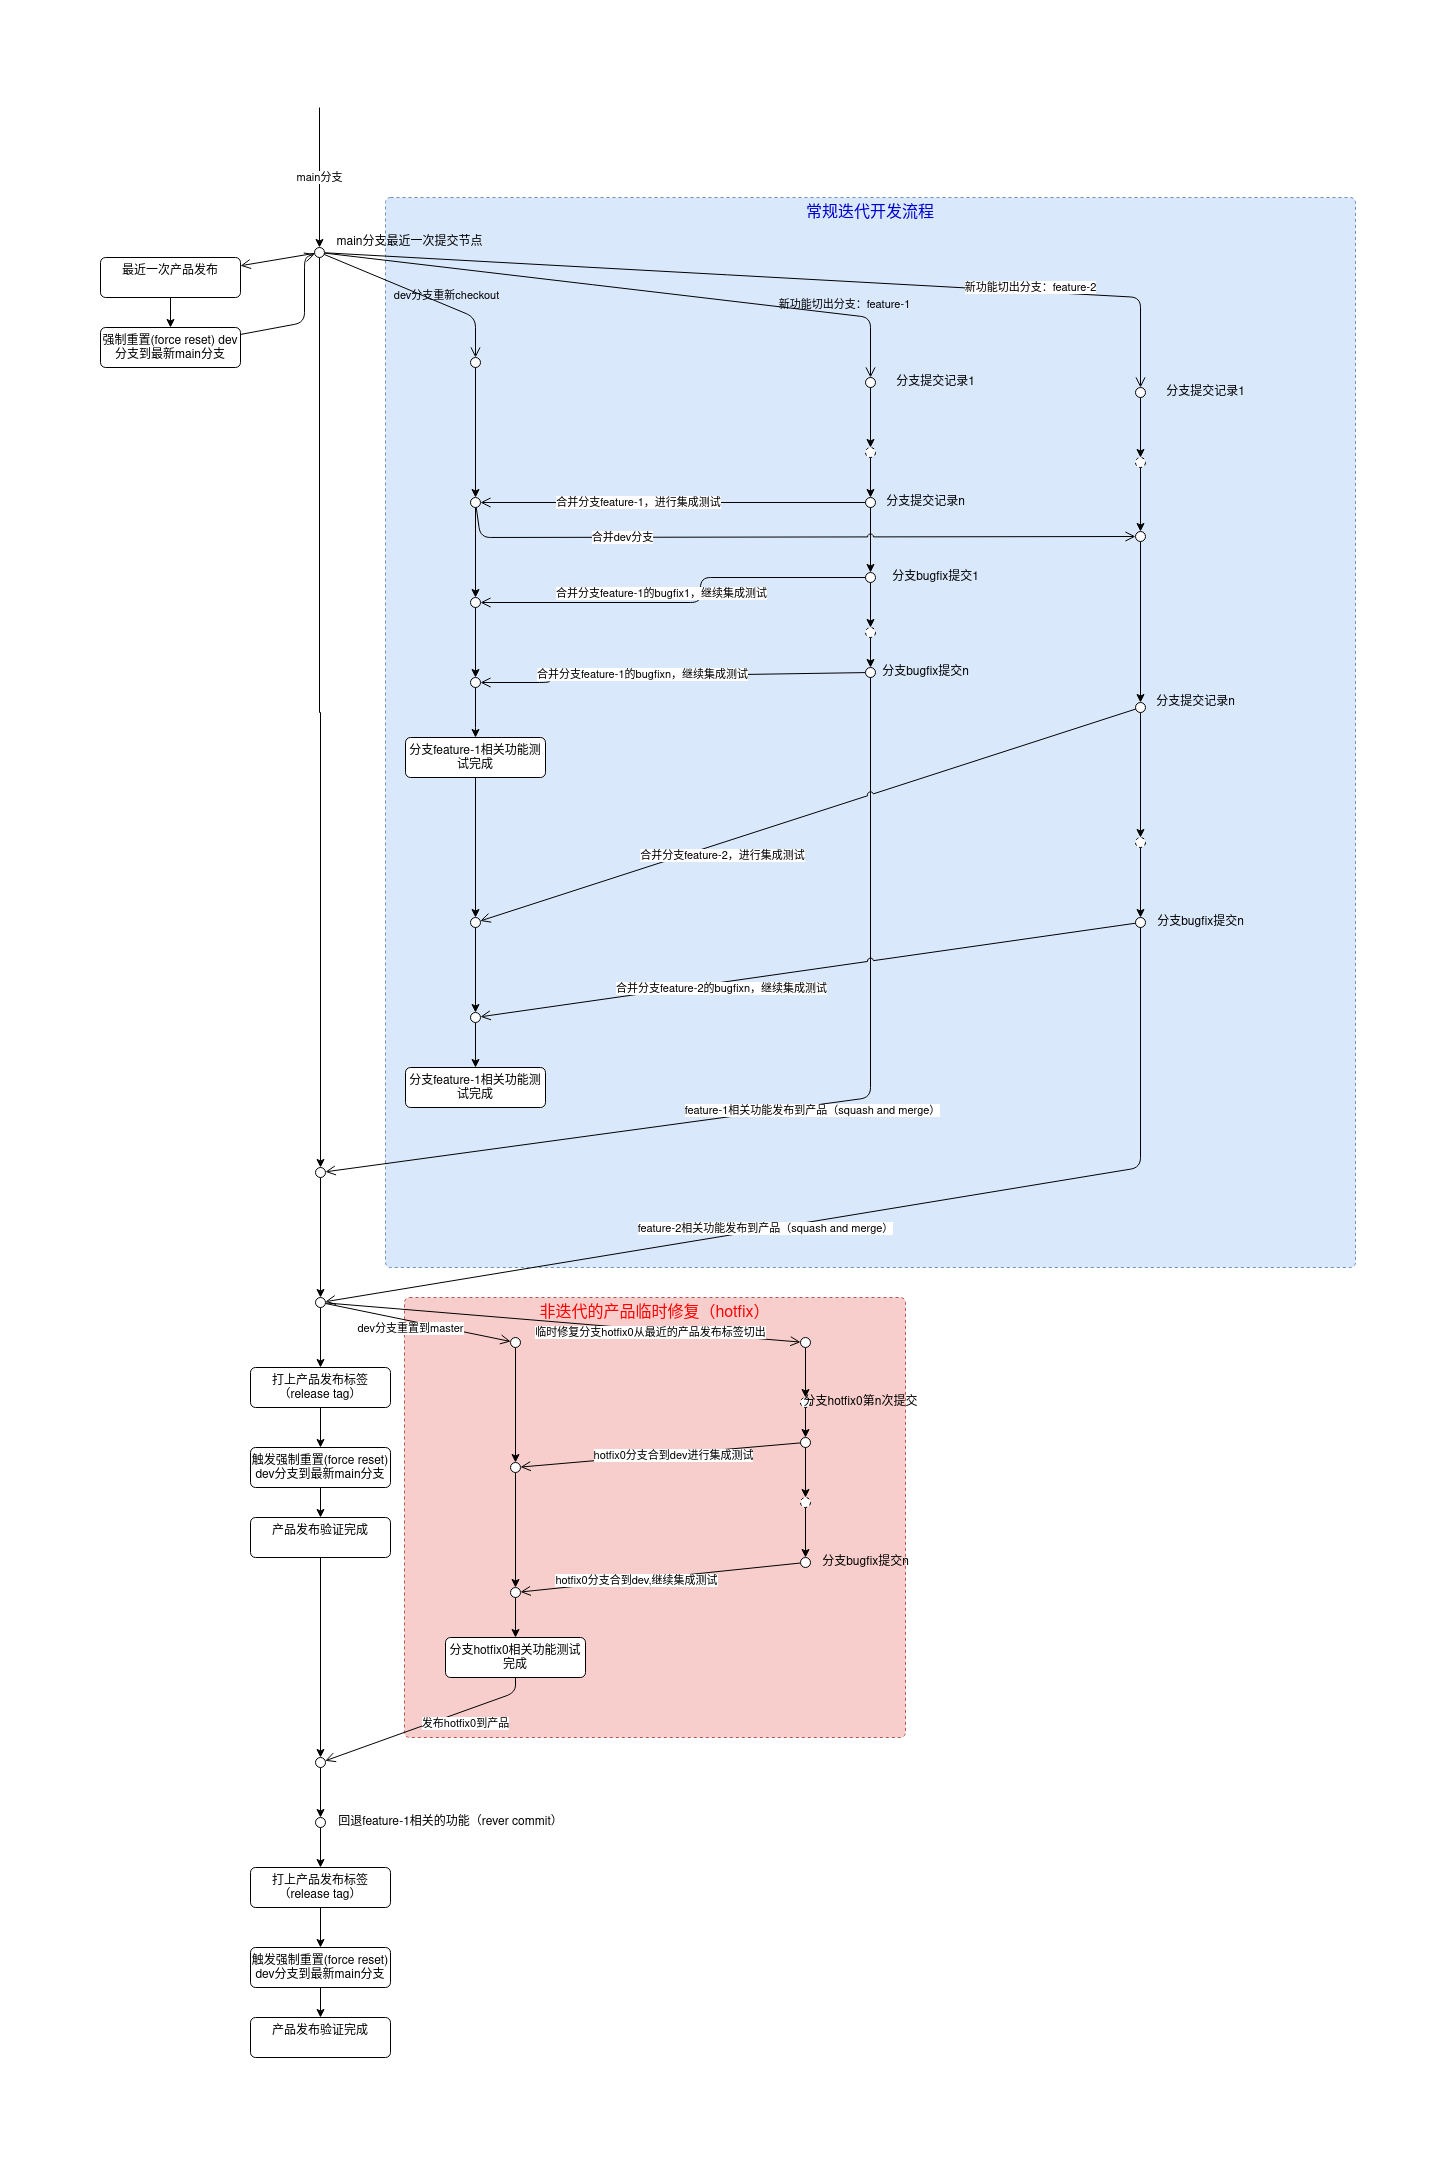 main分支
常规迭代开发流程
main分支最近一次提交节点
最近一次产品发布
强制重置(force reset) dev
分支到最新main分支
dev分支重新checkout
新功能切出分支：feature-1
新功能切出分支：feature-2
分支提交记录1
分支提交记录1
合并分支feature-1，进行集成测试
分支提交记录n
合并dev分支
分支bugfix提交1
合并分支feature-1的bugfix1，继续集成测试
合并分支feature-1的bugfixn，继续集成测试
分支bugfix提交n
分支提交记录n
分支feature-1相关功能测
试完成
合并分支feature-2，进行集成测试
分支bugfix提交n
合并分支feature-2的bugfixn，继续集成测试
分支feature-1相关功能测
试完成
feature-1相关功能发布到产品（squash and merge）
feature-2相关功能发布到产品（squash and merge）
非迭代的产品临时修复（hotfix）
dev分支重置到master
临时修复分支hotfix0从最近的产品发布标签切出
打上产品发布标签
（release tag）
分支hotfix0第n次提交
触发强制重置(force reset)
dev分支到最新main分支
hotfix0分支合到dev进行集成测试
产品发布验证完成
分支bugfix提交n
hotfix0分支合到dev,继续集成测试
分支hotfix0相关功能测试
完成
发布hotfix0到产品
回退feature-1相关的功能（rever commit）
打上产品发布标签
（release tag）
触发强制重置(force reset)
dev分支到最新main分支
产品发布验证完成